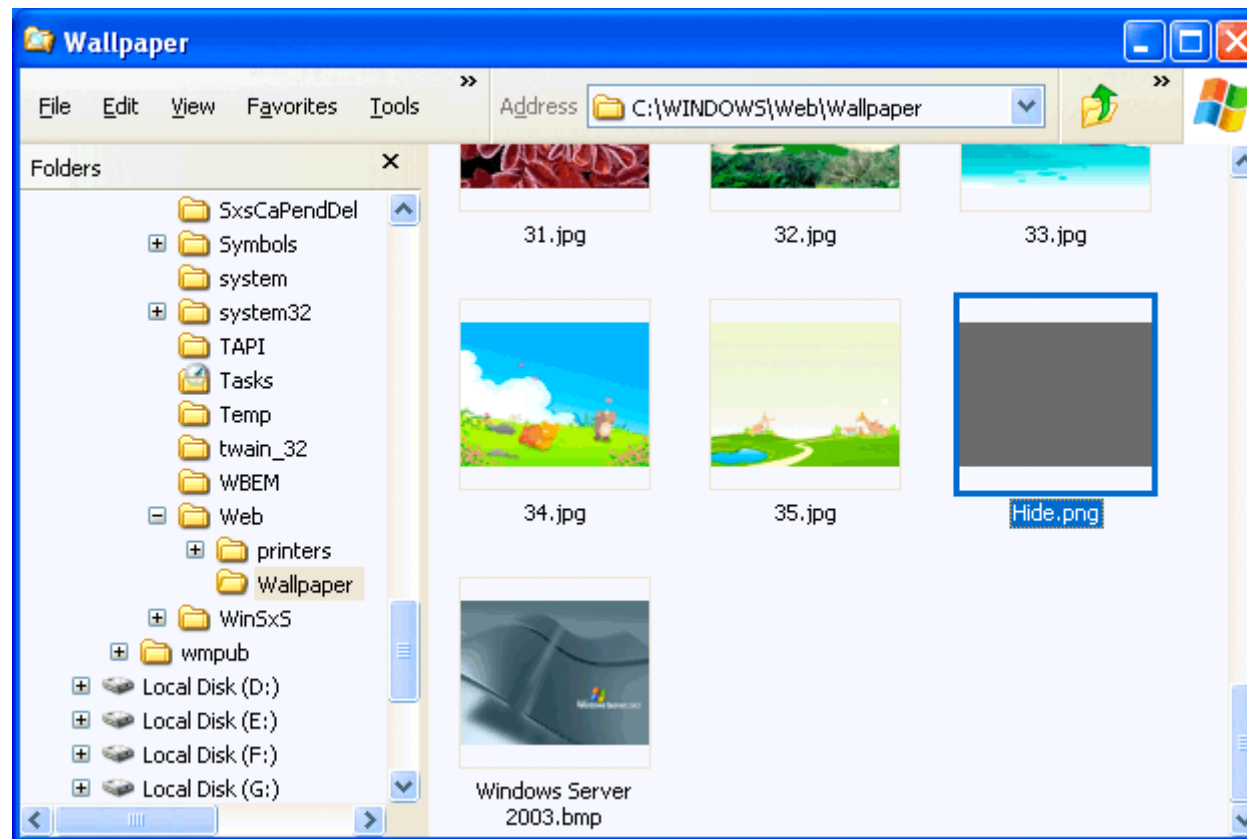 Wallpaper
File Edit View Favorites Tools » Address C:\WINDOWS\Web\Wallpaper »
Folders
SxsCaPendDel
Symbols
system
system32
TAPI
Tasks
Temp
twain_32
WBEM
Web
printers
Wallpaper
WinSxS
wmpub
Local Disk (D:)
Local Disk (E:)
Local Disk (F:)
Local Disk (G:)
31.jpg 32.jpg 33.jpg
34.jpg 35.jpg Hide.png
Windows Server
2003.bmp